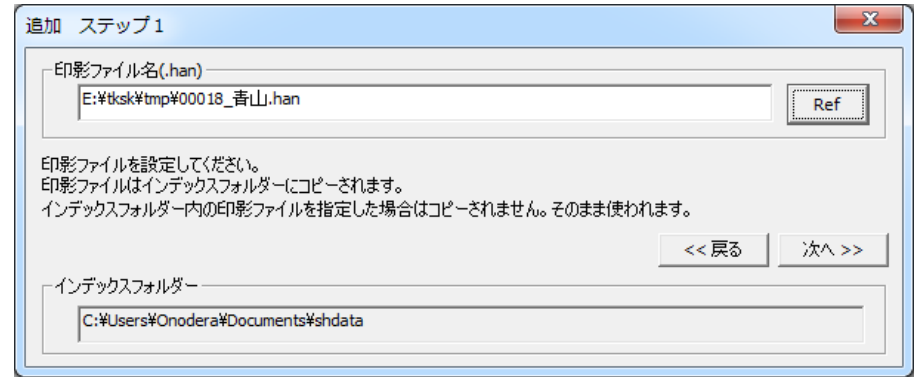 追加 ステップ1
印影ファイル名(.han)
E:¥tksk¥tmp¥00018_青山.han
Ref
印影ファイルを設定してください。
印影ファイルはインデックスフォルダーにコピーされます。
インデックスフォルダー内の印影ファイルを指定した場合はコピーされません。そのまま使われます。
<< 戻る
次へ >>
インデックスフォルダー
C:¥Users¥Onodera¥Documents¥shdata